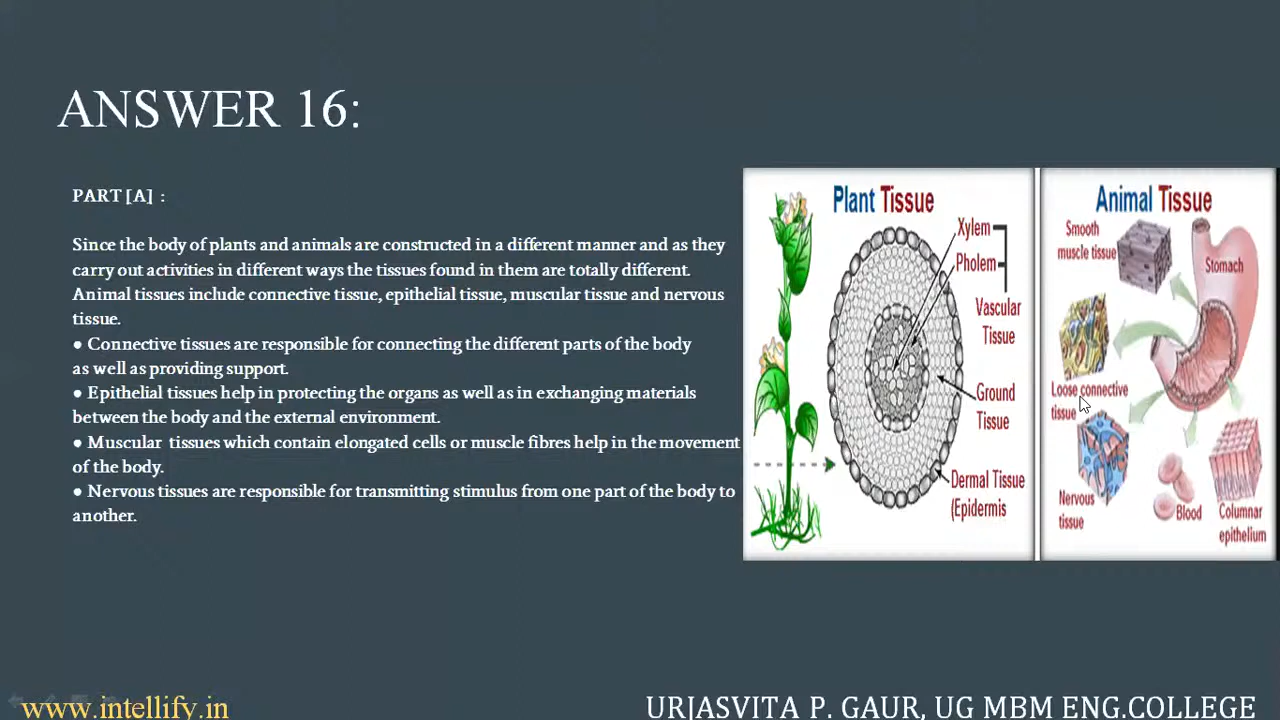 ANSWER 16:
PART [A] :
Since the body of plants and animals are constructed in a different manner and as they
carry out activities in different ways the tissues found in them are totally different.
Animal tissues include connective tissue, epithelial tissue, muscular tissue and nervous
tissue.
● Connective tissues are responsible for connecting the different parts of the body
as well as providing support.
● Epithelial tissues help in protecting the organs as well as in exchanging materials
between the body and the external environment.
● Muscular tissues which contain elongated cells or muscle fibres help in the movement
of the body.
● Nervous tissues are responsible for transmitting stimulus from one part of the body to
another.
Plant Tissue
Xylem
Pholem
Vascular
Tissue
Ground
Tissue
Dermal Tissue
(Epidermis
Animal Tissue
Smooth
muscle tissue
Stomach
Loose connective
tissue
Nervous
tissue
Blood
Columnar
epithelium
www.intellify.in
URJASVITA P. GAUR, UG MBM ENG.COLLEGE